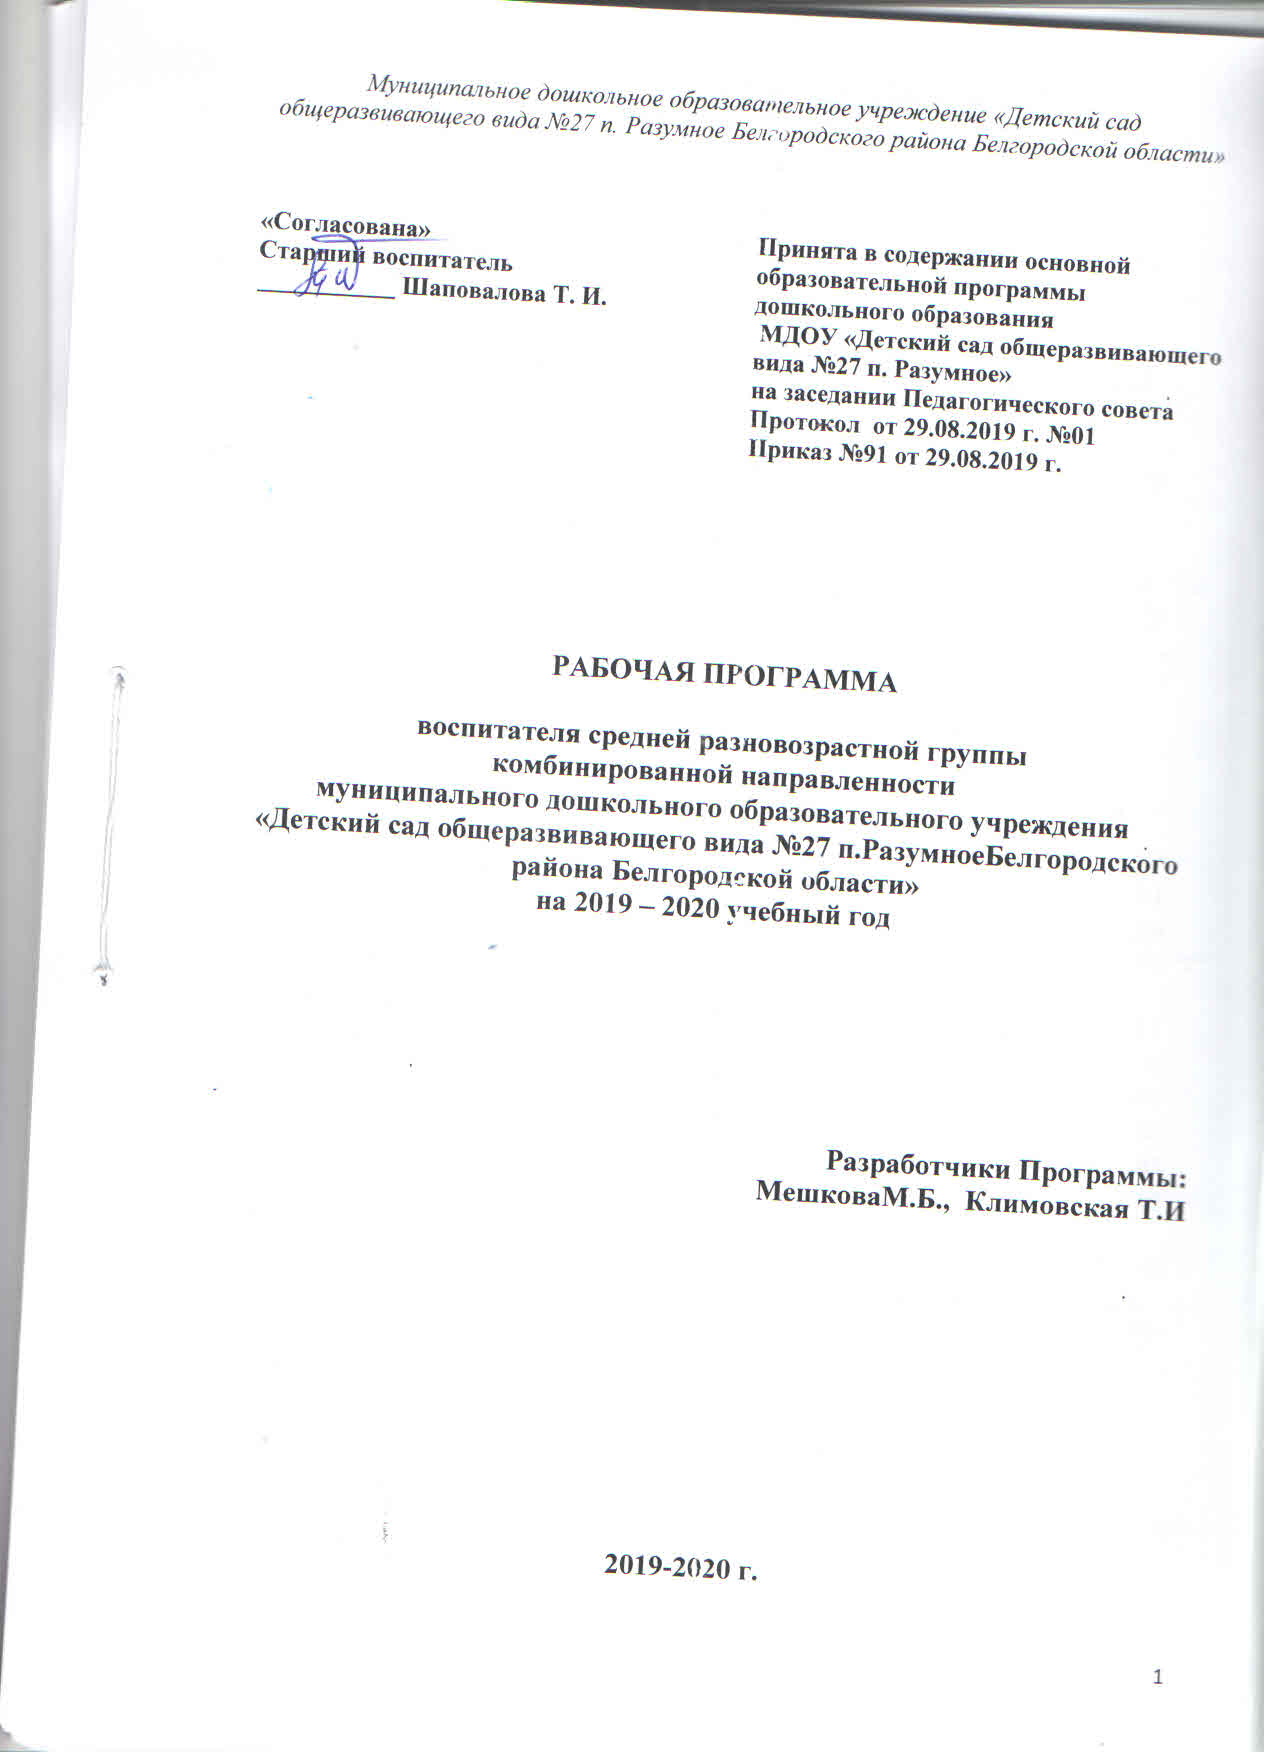 Муниципальное дошкольное образовательное учреждение «Детский сад
общеразвивающего вида №27 п. Разумное Белгородского района Белгородской области»
«Согласована»
Старший воспитатель
___________ Шаповалова Т. И.
Принята в содержании основной
образовательной программы
дошкольного образования
МДОУ «Детский сад общеразвивающего
вида №27 п. Разумное»
на заседании Педагогического совета
Протокол от 29.08.2019 г. №01
Приказ №91 от 29.08.2019 г.
РАБОЧАЯ ПРОГРАММА
воспитателя средней разновозрастной группы
комбинированной направленности
муниципального дошкольного образовательного учреждения
«Детский сад общеразвивающего вида №27 п.РазумноеБелгородского
района Белгородской области»
на 2019 – 2020 учебный год
Разработчики Программы:
МешковаМ.Б., Климовская Т.И
2019-2020 г.
1